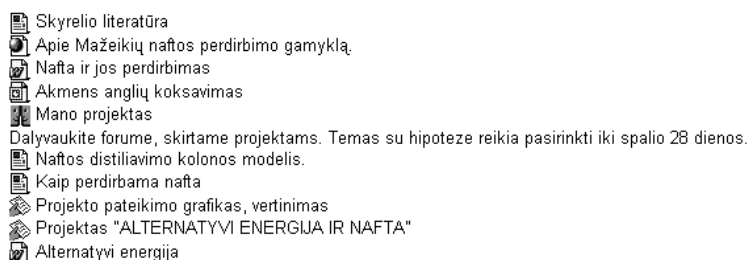 Skyrelio literatūra
Apie Mažeikių naftos perdirbimo gamyklą.
Nafta ir jos perdirbimas
Akmens anglių koksavimas
Mano projektas
Dalyvaukite forume, skirtame projektams. Temas su hipoteze reikia pasirinkti iki spalio 28 dienos.
Naftos distiliavimo kolonos modelis.
Kaip perdirbama nafta
Projekto pateikimo grafikas, vertinimas
Projektas "ALTERNATYVI ENERGIJA IR NAFTA"
Alternatyvi energija